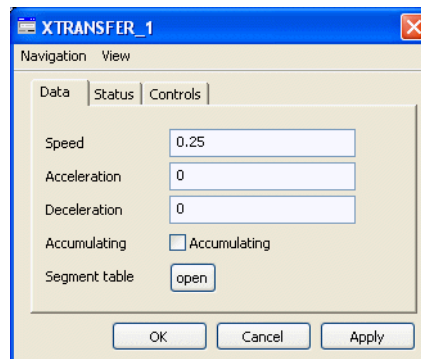 XTRANSFER_1
Navigation View
Data Status Controls
Speed 0.25
Acceleration 0
Deceleration 0
Accumulating Accumulating
Segment table open
OK Cancel Apply